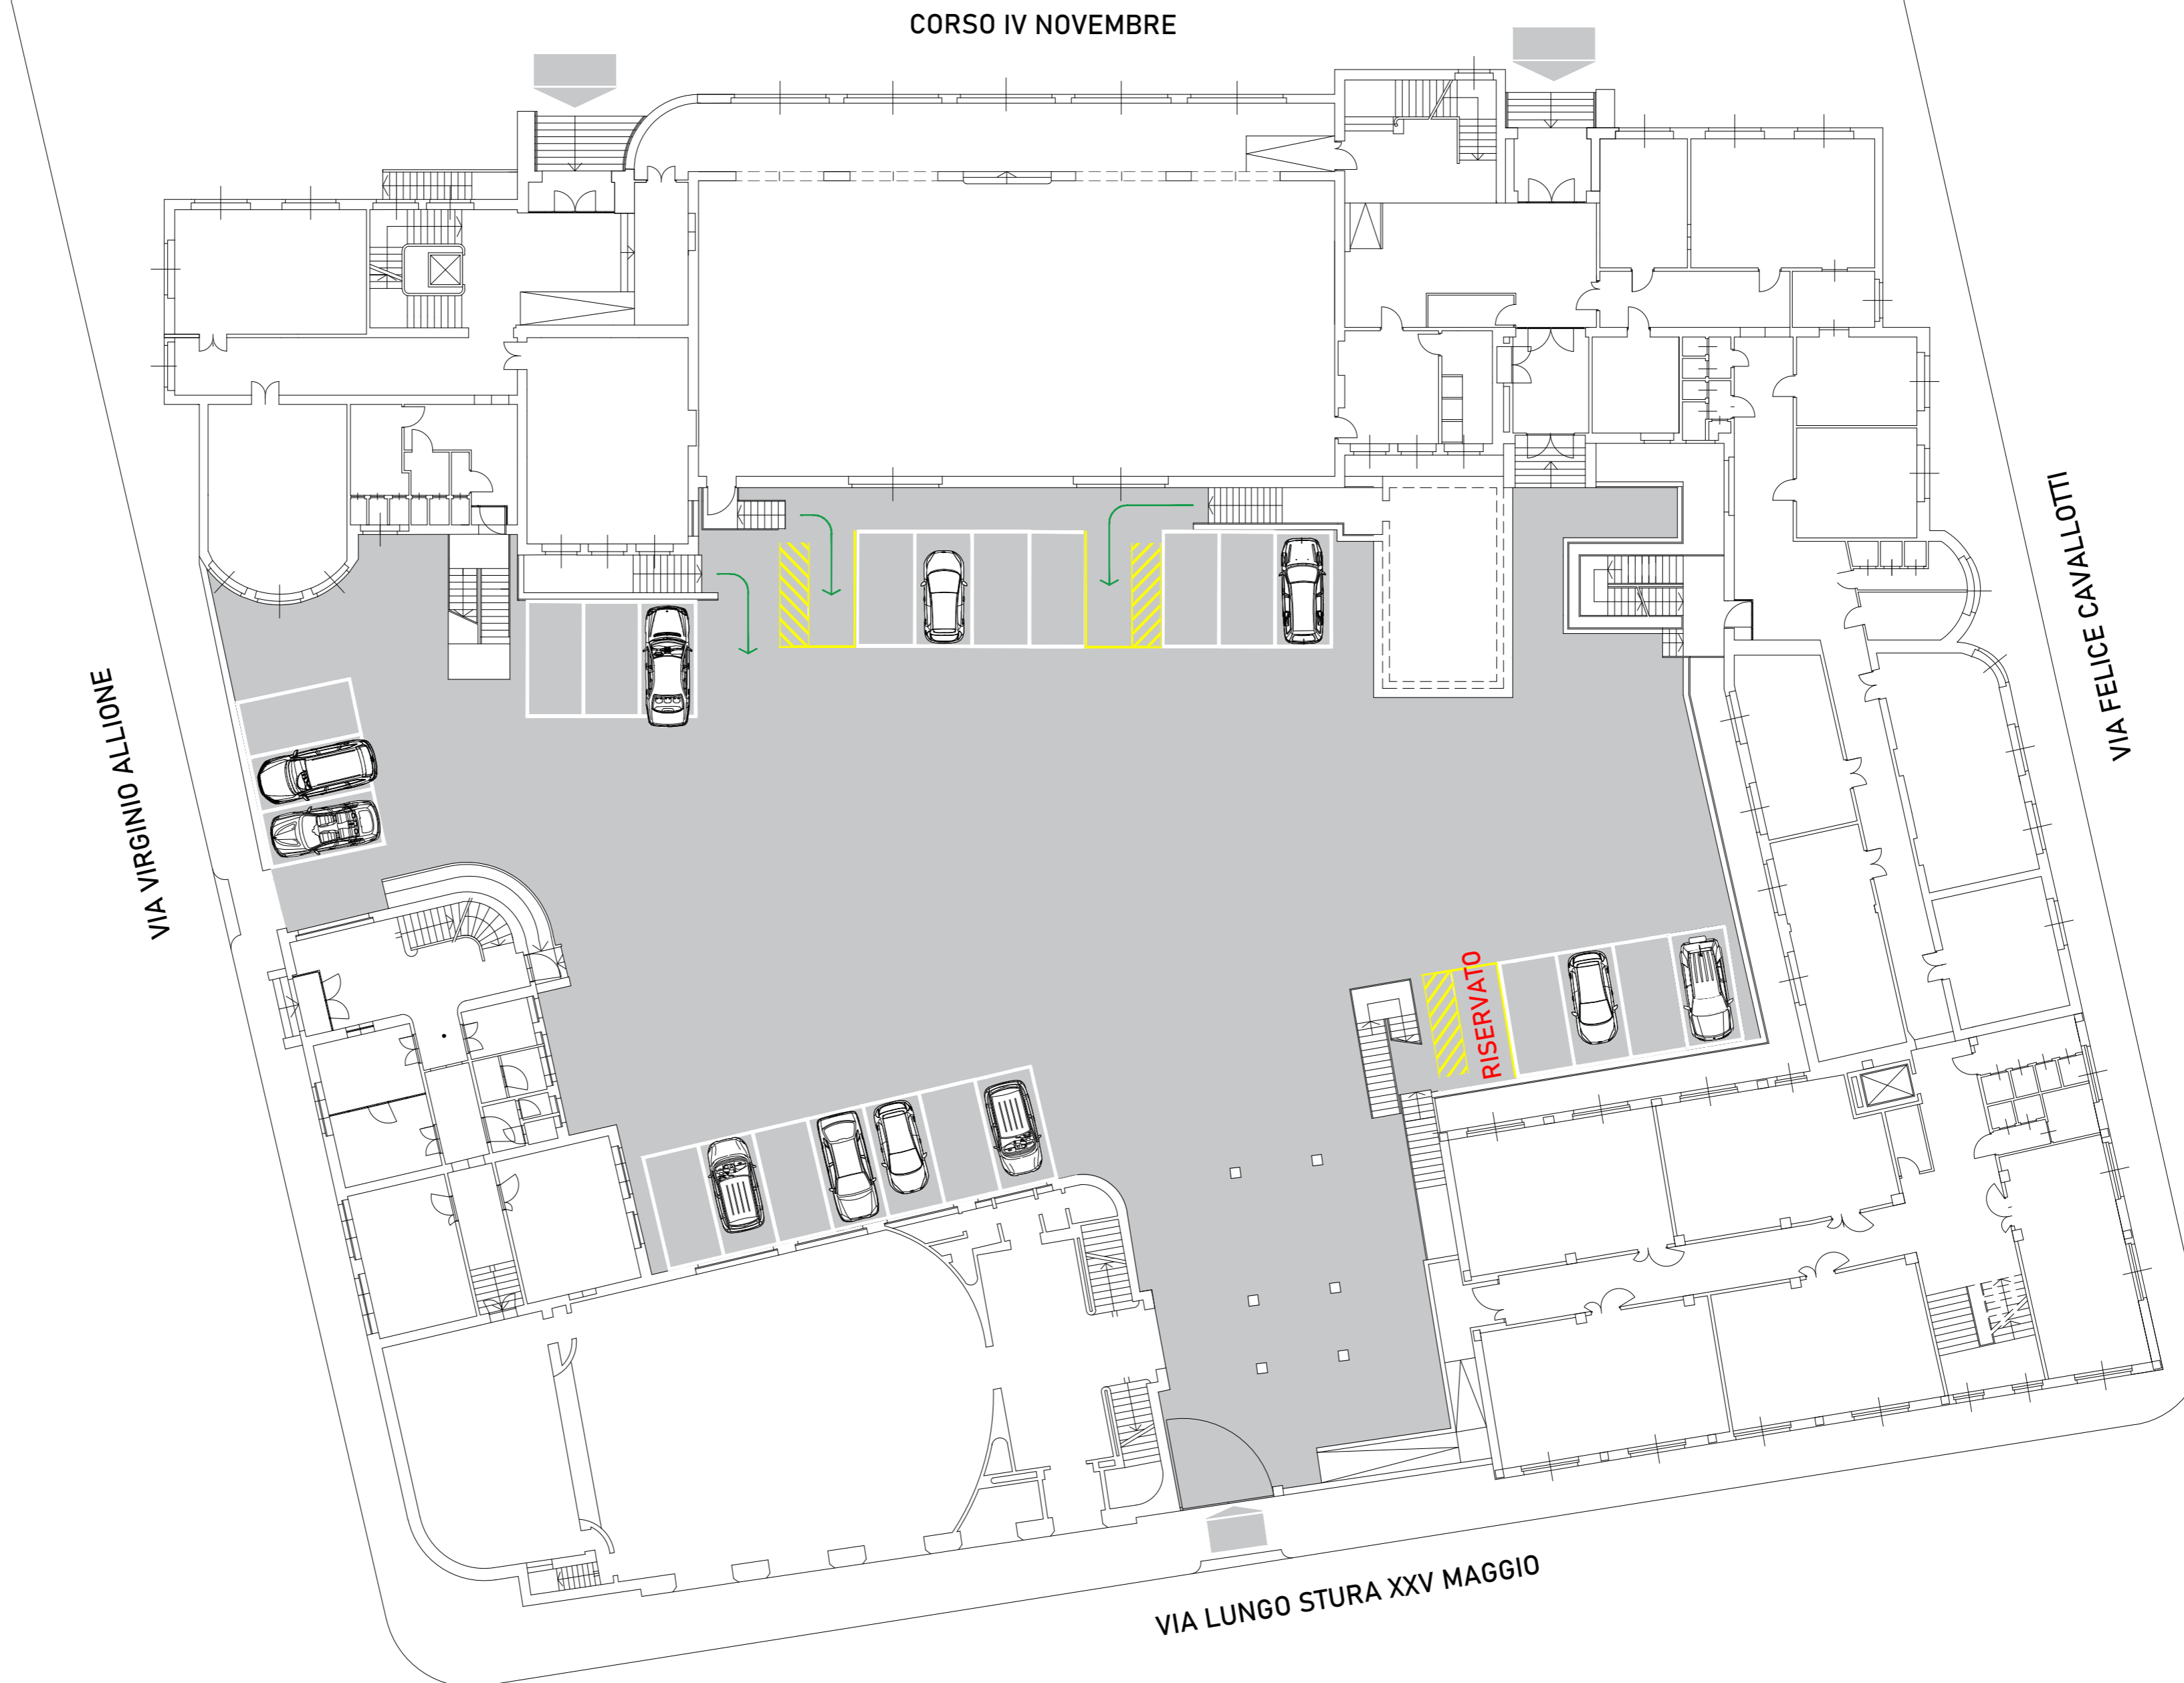 CORSO IV NOVEMBRE
VIA FELICE CAVALLOTTI
VIA VIRGINIO ALLIONE
RISERVATO
VIA LUNGO STURA XXV MAGGIO